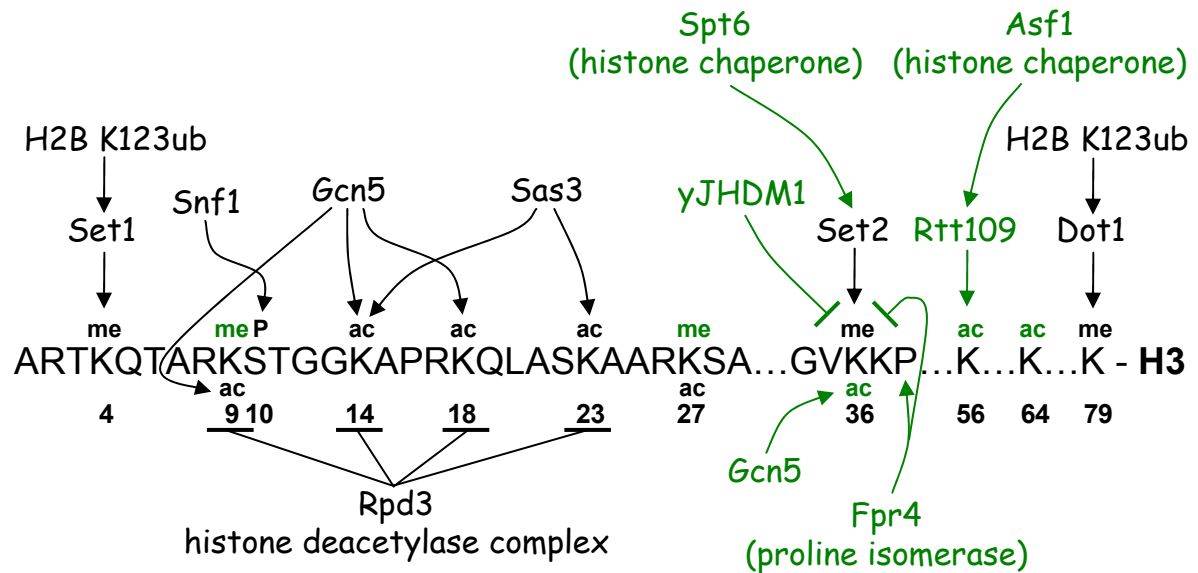 Spt6
(histone chaperone)
Asf1
(histone chaperone)
H2B K123ub
H2B K123ub
Snf1
Gcn5
Sas3
yJHDM1
Set1
Set2
Rtt109
Dot1
me
me P
ac
ac
ac
me
me
ac
ac
me
ARTKQTARKSTGGKAPRKQLASKAARKSA...GVKKP...K...K...K - H3
ac
ac
ac
4
9 10
14
18
23
27
36
56
64
79
Gcn5
Rpd3
histone deacetylase complex
Fpr4
(proline isomerase)